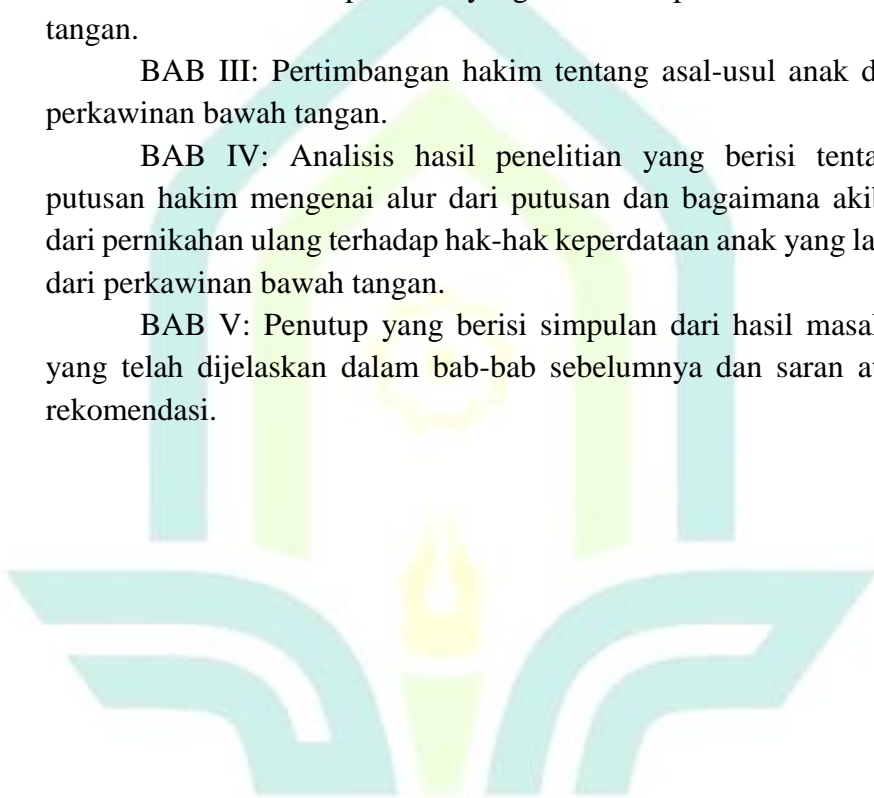 tangan.
BAB III: Pertimbangan hakim tentang asal-usul anak d
perkawinan bawah tangan.
BAB IV: Analisis hasil penelitian yang berisi tenta
putusan hakim mengenai alur dari putusan dan bagaimana akib
dari pernikahan ulang terhadap hak-hak keperdataan anak yang la
dari perkawinan bawah tangan.
BAB V: Penutup yang berisi simpulan dari hasil masal
yang telah dijelaskan dalam bab-bab sebelumnya dan saran at
rekomendasi.